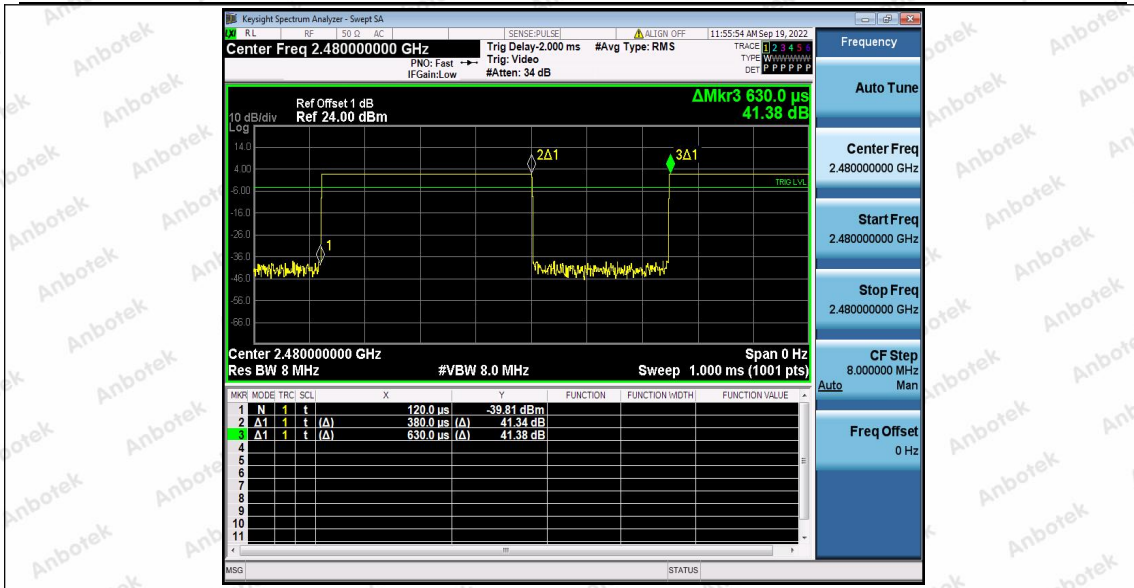 Keysight Spectrum Analyzer - Swept SA
LXI RL RF 50 Ω AC SENSE:PULSE ALIGN OFF 11:55:54 AM Sep 19, 2022
Center Freq 2.480000000 GHz
PNO: Fast
IFGain:Low
Trig Delay-2.000 ms
Trig: Video
#Atten: 34 dB
#Avg Type: RMS
TRACE 1 2 3 4 5 6
TYPE WWWWWW
DET P P P P P P
Ref Offset 1 dB
10 dB/div Ref 24.00 dBm
Log
ΔMkr3 630.0 µs
41.38 dB
14.0
4.00
-6.00
-16.0
-26.0
-36.0
-46.0
-56.0
-66.0
2Δ1
3Δ1
TRIG LVL
1
Center 2.480000000 GHz Span 0 Hz
Res BW 8 MHz #VBW 8.0 MHz Sweep 1.000 ms (1001 pts)
MKR MODE TRC SCL X Y FUNCTION FUNCTION WIDTH FUNCTION VALUE
1 N 1 t 120.0 µs -39.81 dBm
2 Δ1 1 t (Δ) 380.0 µs (Δ) 41.34 dB
3 Δ1 1 t (Δ) 630.0 µs (Δ) 41.38 dB
4
5
6
7
8
9
10
11
MSG STATUS
Frequency
Auto Tune
Center Freq
2.480000000 GHz
Start Freq
2.480000000 GHz
Stop Freq
2.480000000 GHz
CF Step
8.000000 MHz
Auto Man
Freq Offset
0 Hz
Anbotek